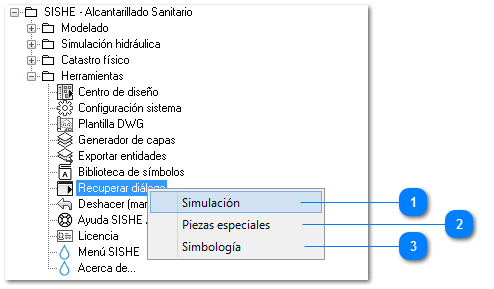 SISHE - Alcantarillado Sanitario
Modelado
Simulación hidráulica
Catastro físico
Herramientas
Centro de diseño
Configuración sistema
Plantilla DWG
Generador de capas
Exportar entidades
Biblioteca de símbolos
Recuperar diálogo
Simulación 1
Deshacer (mar
Piezas especiales 2
Ayuda SISHE
Simbología 3
Licencia
Menú SISHE
Acerca de...